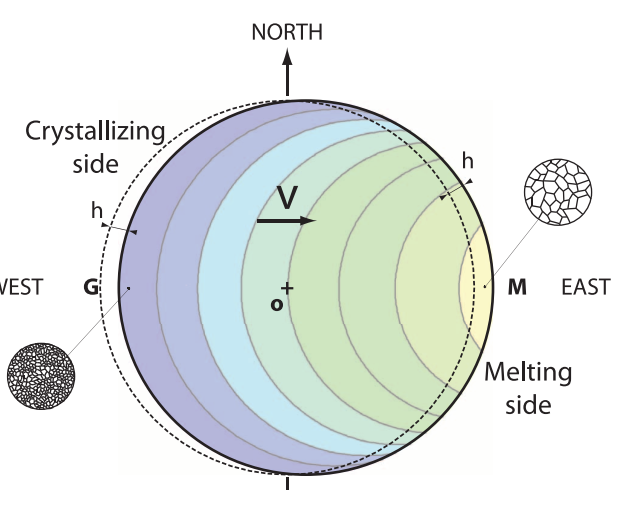 NORTH
Crystallizing
side
h
h
V
WEST
G
o
M
EAST
Melting
side